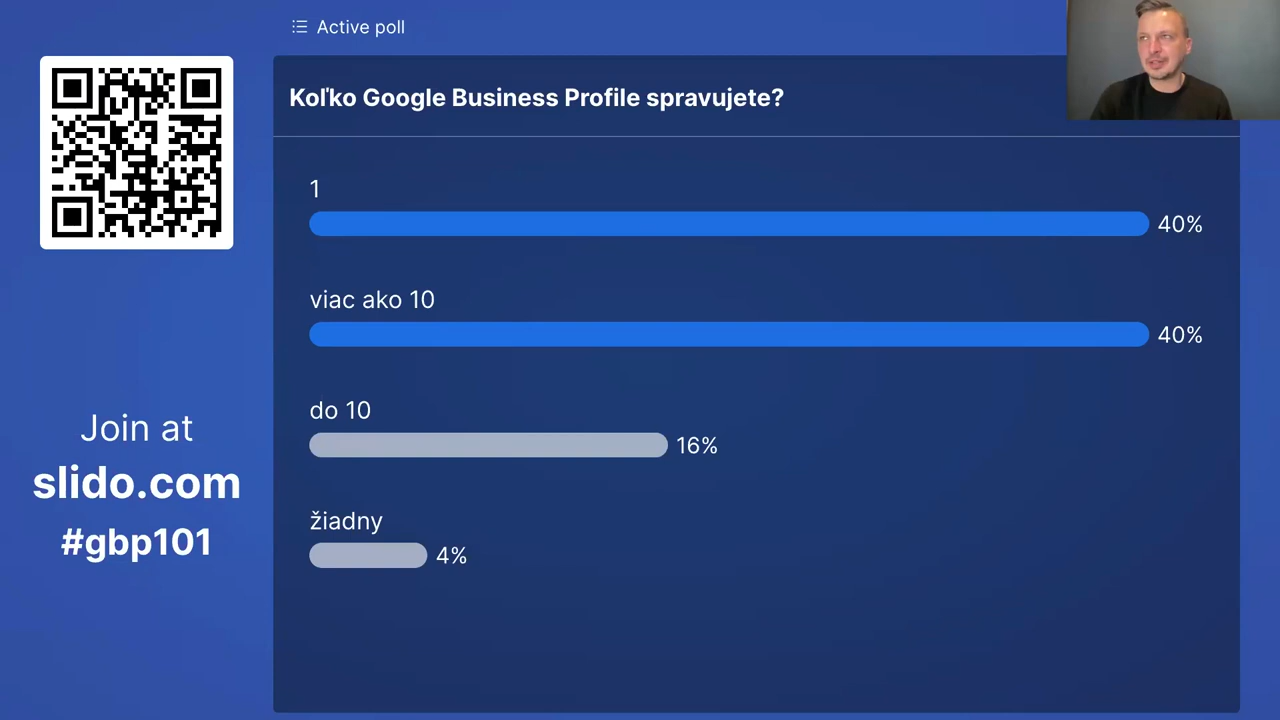 Active poll
Koľko Google Business Profile spravujete?
1
40%
viac ako 10
40%
do 10
16%
žiadny
4%
Join at
slido.com
#gbp101